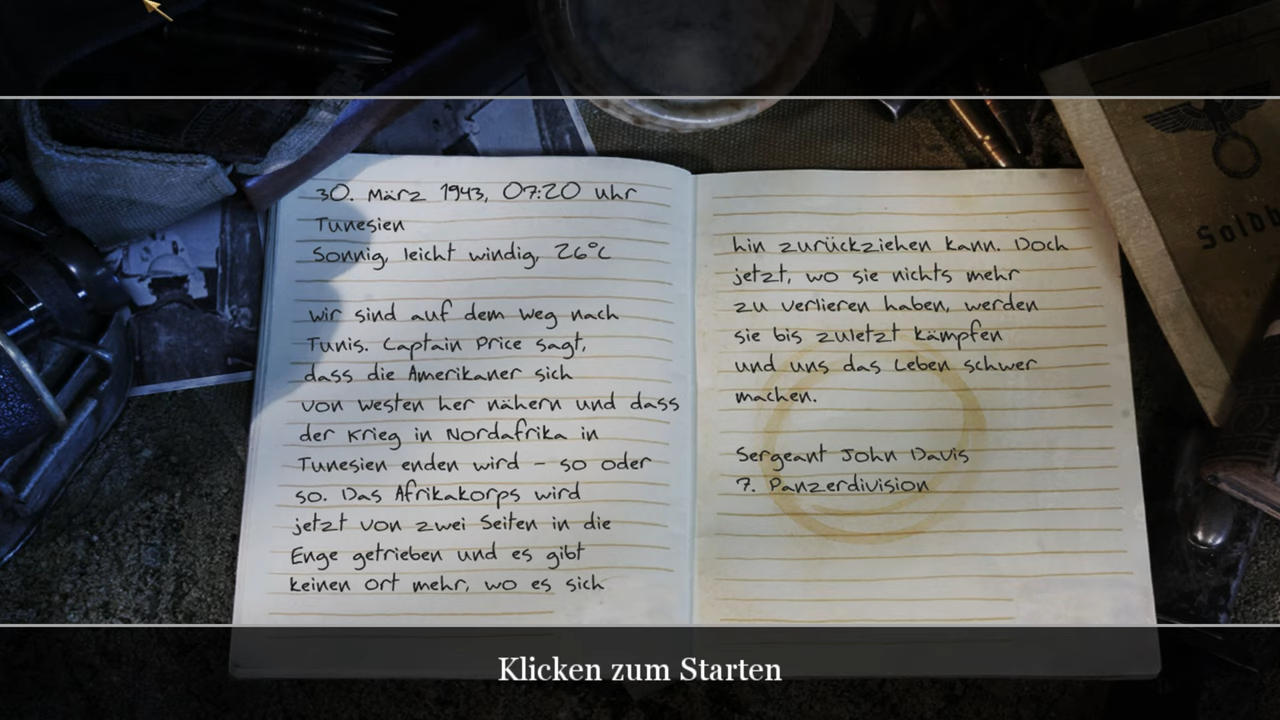 30. März 1943, 07:20 Uhr
Tunesien
Sonnig, leicht windig, 26°C
wir sind auf dem Weg nach
Tunis. Captain Price sagt,
dass die Amerikaner sich
von Westen her nähern und dass
der Krieg in Nordafrika in
Tunesien enden wird - so oder
so. Das Afrikakorps wird
jetzt von zwei Seiten in die
Enge getrieben und es gibt
keinen Ort mehr, wo es sich
hin zurückziehen kann. Doch
jetzt, wo sie nichts mehr
zu verlieren haben, werden
sie bis zuletzt kämpfen
und uns das Leben schwer
machen.
Sergeant John Davis
7. Panzerdivision
Klicken zum Starten